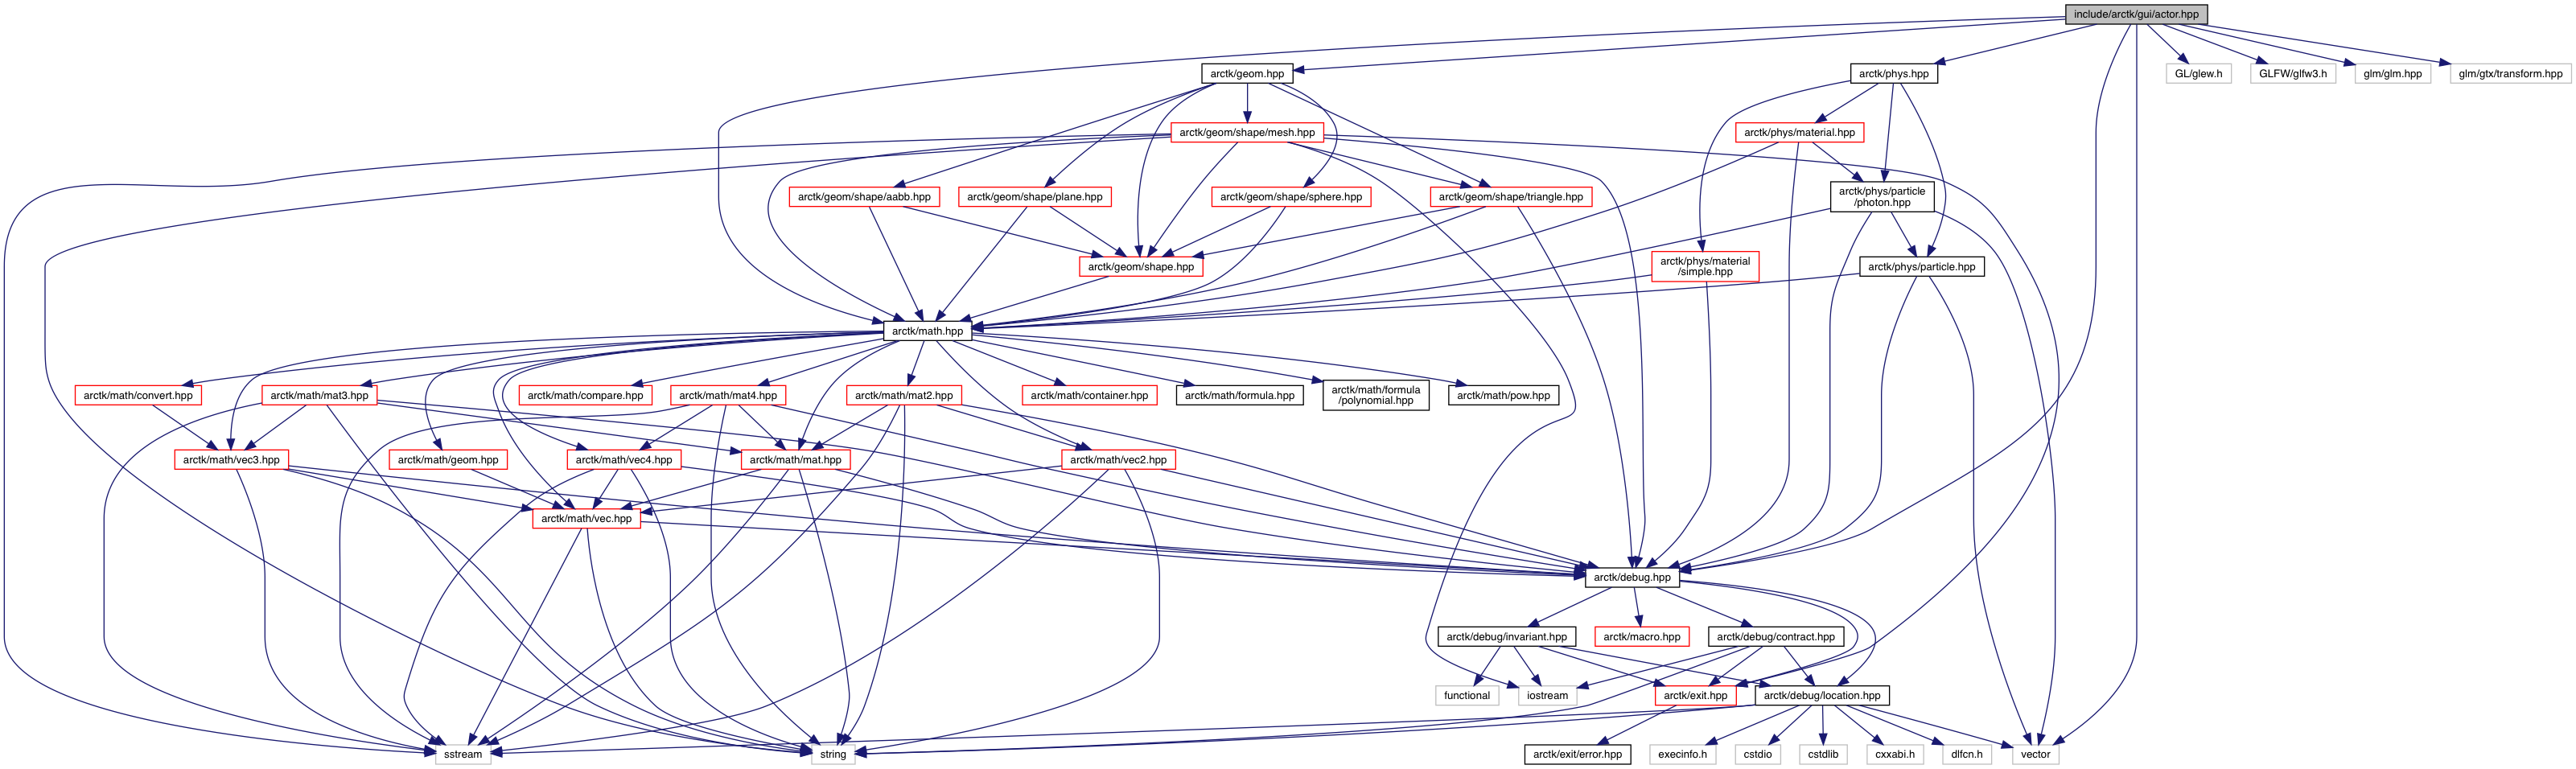 include/arctk/gui/actor.hpp
arctk/geom.hpp
arctk/phys.hpp
GL/glew.h
GLFW/glfw3.h
glm/glm.hpp
glm/gtx/transform.hpp
arctk/geom/shape/mesh.hpp
arctk/phys/material.hpp
arctk/geom/shape/aabb.hpp
arctk/geom/shape/plane.hpp
arctk/geom/shape/sphere.hpp
arctk/geom/shape/triangle.hpp
arctk/phys/particle
/photon.hpp
arctk/geom/shape.hpp
arctk/phys/material
/simple.hpp
arctk/phys/particle.hpp
arctk/math.hpp
arctk/math/convert.hpp
arctk/math/mat3.hpp
arctk/math/compare.hpp
arctk/math/mat4.hpp
arctk/math/mat2.hpp
arctk/math/container.hpp
arctk/math/formula.hpp
arctk/math/formula
/polynomial.hpp
arctk/math/pow.hpp
arctk/math/vec3.hpp
arctk/math/geom.hpp
arctk/math/vec4.hpp
arctk/math/mat.hpp
arctk/math/vec2.hpp
arctk/math/vec.hpp
arctk/debug.hpp
arctk/debug/invariant.hpp
arctk/macro.hpp
arctk/debug/contract.hpp
functional
iostream
arctk/exit.hpp
arctk/debug/location.hpp
sstream
string
arctk/exit/error.hpp
execinfo.h
cstdio
cstdlib
cxxabi.h
dlfcn.h
vector